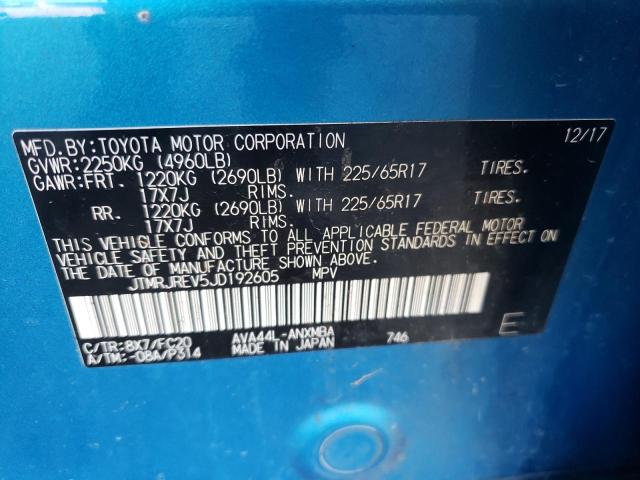 MFD.BY:TOYOTA MOTOR CORPORATION 12/17
GVWR:2250KG (4960LB)
GAWR:FRT. 1220KG (2690LB) WITH 225/65R17 TIRES.
17X7J RIMS.
RR. 1220KG (2690LB) WITH 225/65R17 TIRES.
17X7J RIMS.
THIS VEHICLE CONFORMS TO ALL APPLICABLE FEDERAL MOTOR
VEHICLE SAFETY AND THEFT PREVENTION STANDARDS IN EFFECT ON
THE DATE OF MANUFACTURE SHOWN ABOVE.
JTMRJREV5JD192605 MPV
C/TR:8X7/FC20 AVA44L-ANXMBA 746
A/TM:-08A/P314 MADE IN JAPAN
E